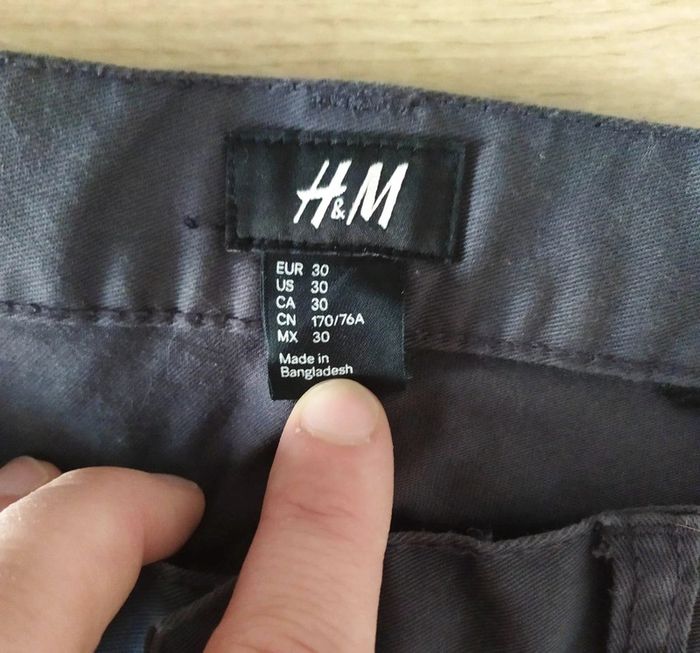 H&M
EUR 30
US 30
CA 30
CN 170/76A
MX 30
Made in
Bangladesh